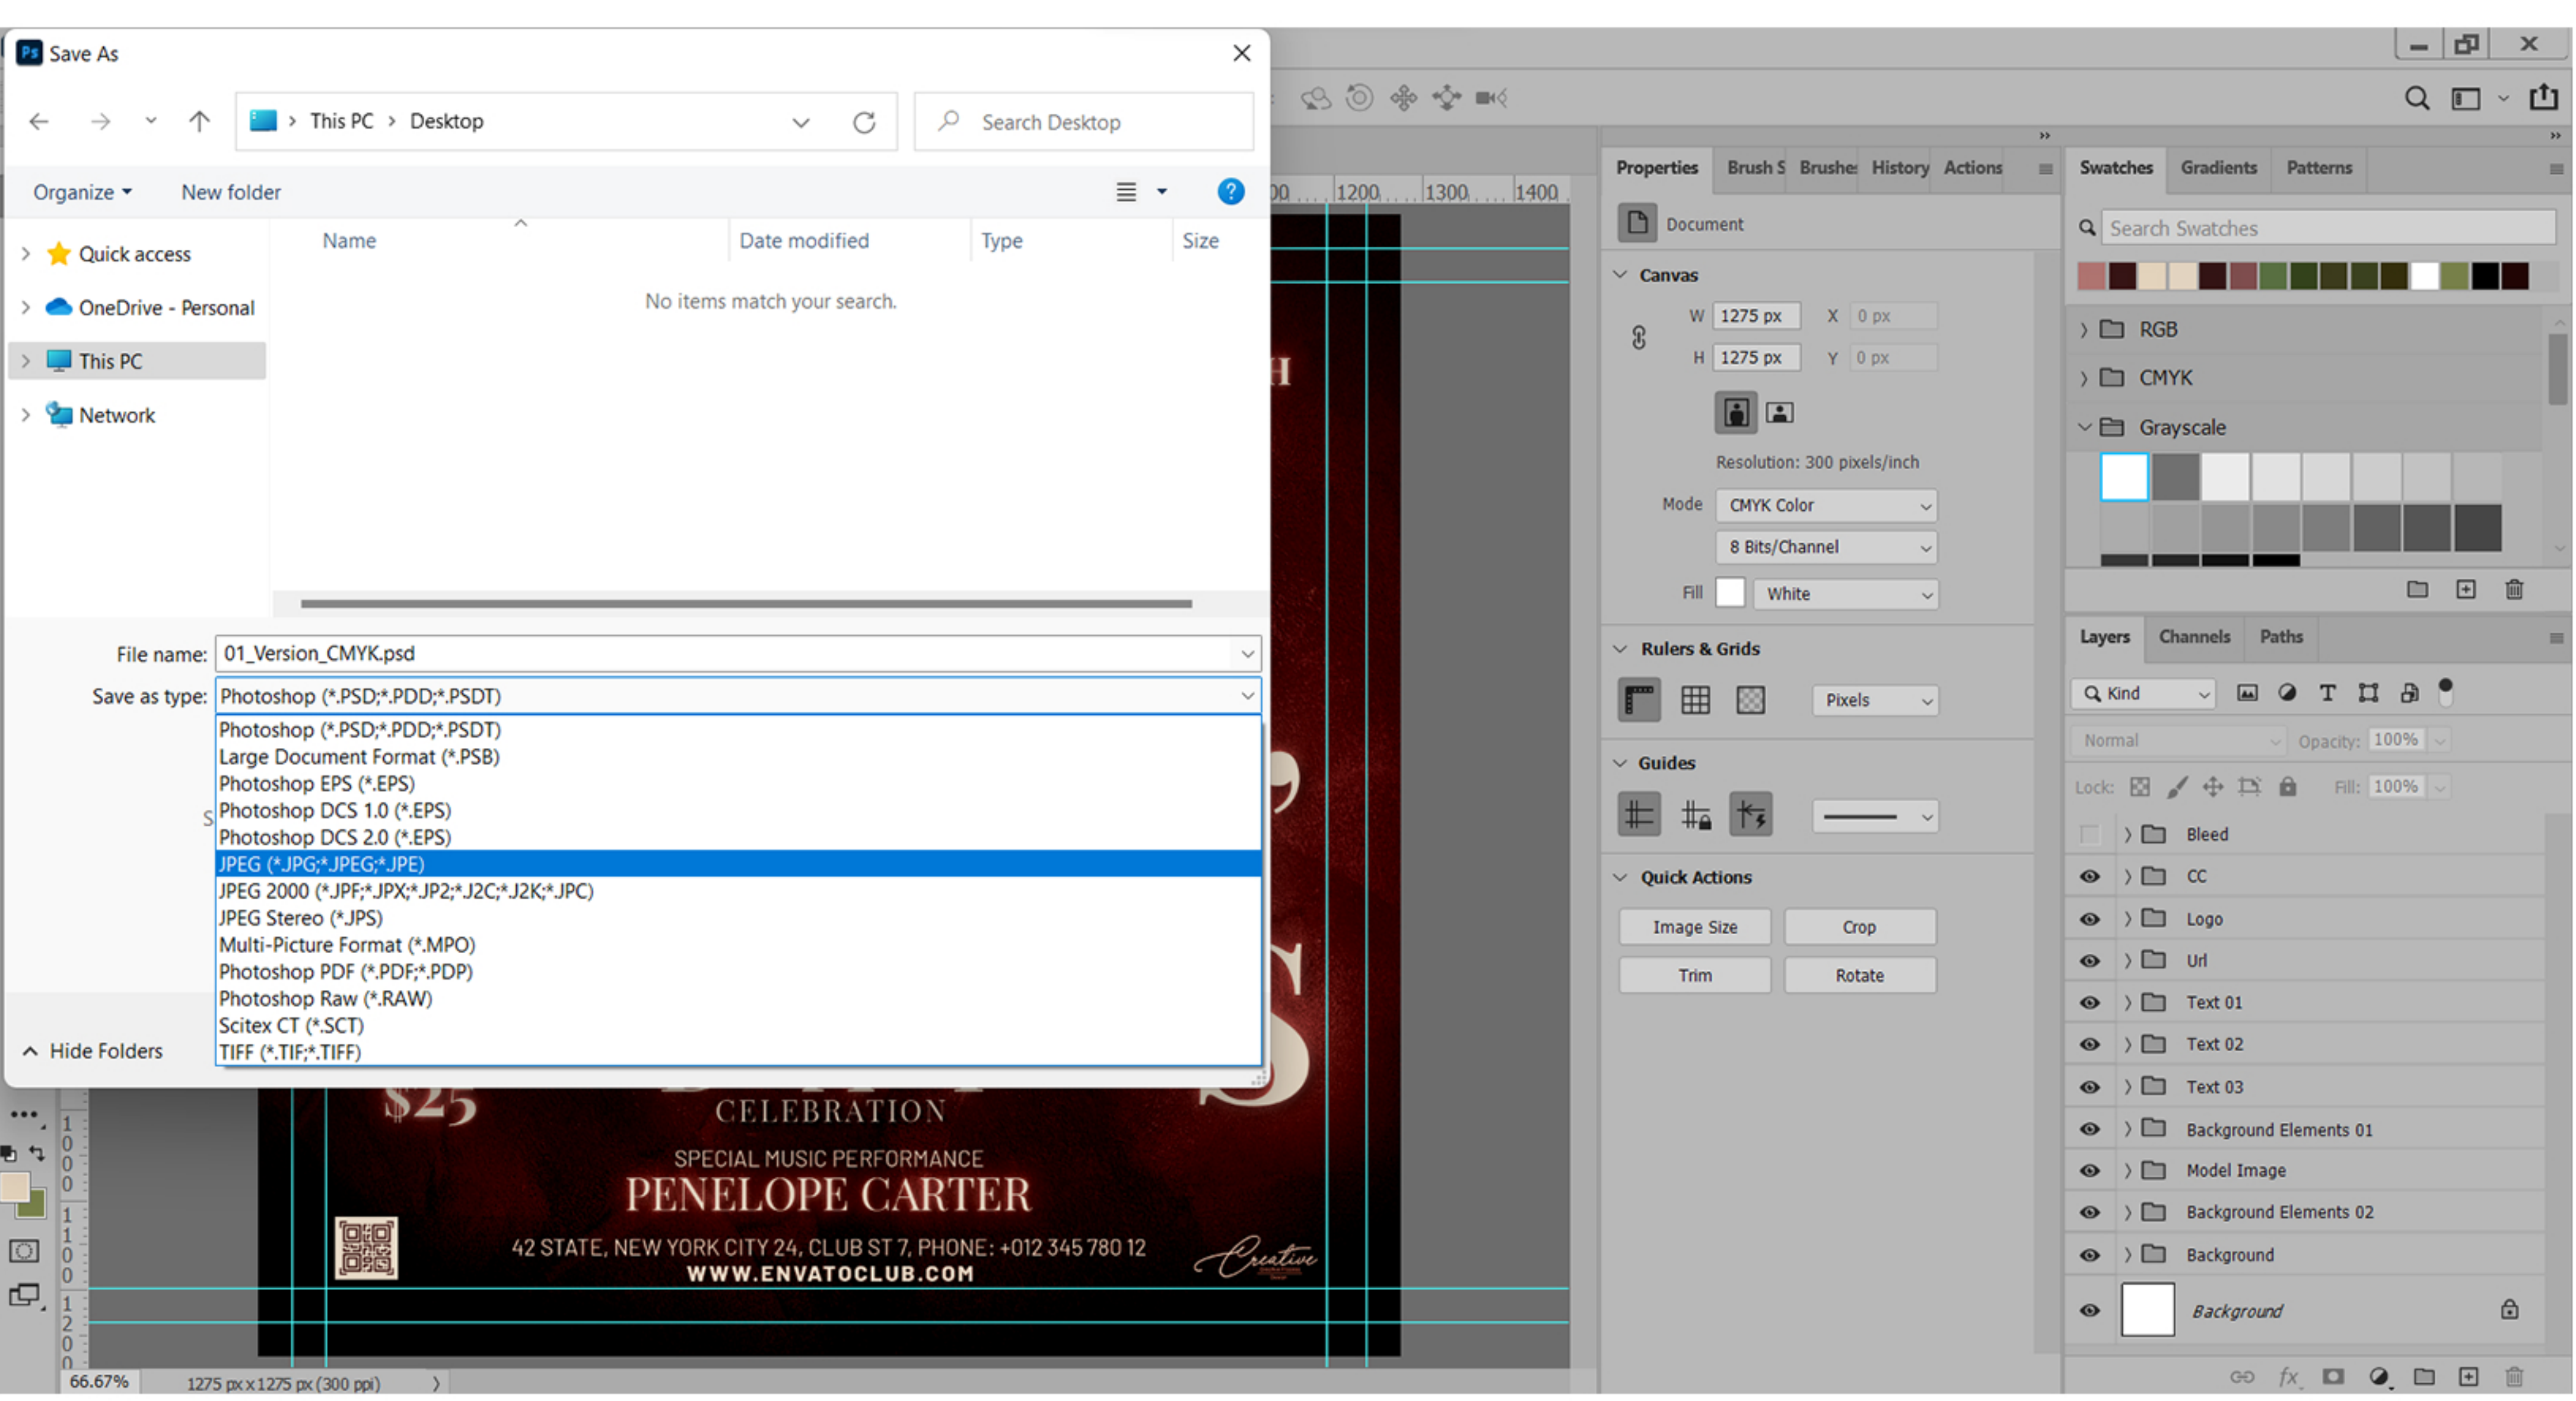 Ps Save As
This PC > Desktop
Search Desktop
Organize
New folder
Name
Date modified
Type
Size
No items match your search.
Quick access
OneDrive - Personal
This PC
Network
File name: 01_Version_CMYK.psd
Save as type: Photoshop (*.PSD;*.PDD;*.PSDT)
Photoshop (*.PSD;*.PDD;*.PSDT)
Large Document Format (*.PSB)
Photoshop EPS (*.EPS)
Photoshop DCS 1.0 (*.EPS)
S
Photoshop DCS 2.0 (*.EPS)
JPEG (*.JPG;*.JPEG;*.JPE)
JPEG 2000 (*.JPF;*.JPX;*.JP2;*.J2C;*.J2K;*.JPC)
JPEG Stereo (*.JPS)
Multi-Picture Format (*.MPO)
Photoshop PDF (*.PDF;*.PDP)
Photoshop Raw (*.RAW)
Scitex CT (*.SCT)
TIFF (*.TIF;*.TIFF)
Hide Folders
00 1200 1300 1400
H
’
S
$25
CELEBRATION
SPECIAL MUSIC PERFORMANCE
PENELOPE CARTER
42 STATE, NEW YORK CITY 24, CLUB ST 7, PHONE: +012 345 780 12
WWW.ENVATOCLUB.COM
Creative
1000
1100
1200
66.67%
1275 px x 1275 px (300 ppi)
Properties
Brush S
Brushes
History
Actions
Document
Canvas
W 1275 px X 0 px
H 1275 px Y 0 px
Resolution: 300 pixels/inch
Mode CMYK Color
8 Bits/Channel
Fill White
Rulers & Grids
Pixels
Guides
Quick Actions
Image Size
Crop
Trim
Rotate
Swatches
Gradients
Patterns
Search Swatches
RGB
CMYK
Grayscale
Layers
Channels
Paths
Kind
Normal
Opacity: 100%
Lock:
Fill: 100%
Bleed
CC
Logo
Url
Text 01
Text 02
Text 03
Background Elements 01
Model Image
Background Elements 02
Background
Background
fx